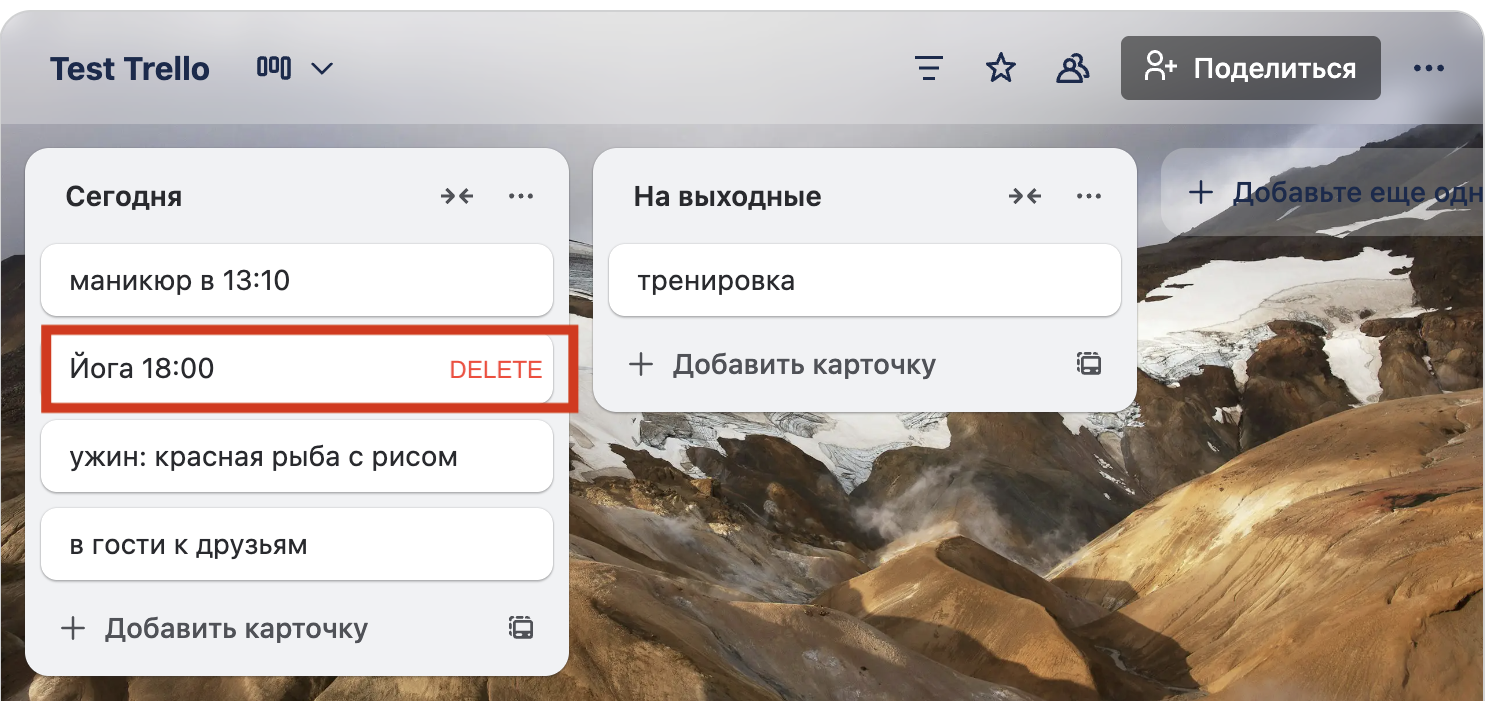 Test Trello
Поделиться
Сегодня
маникюр в 13:10
Йога 18:00 DELETE
ужин: красная рыба с рисом
в гости к друзьям
Добавить карточку
На выходные
тренировка
Добавить карточку
Добавьте еще одн